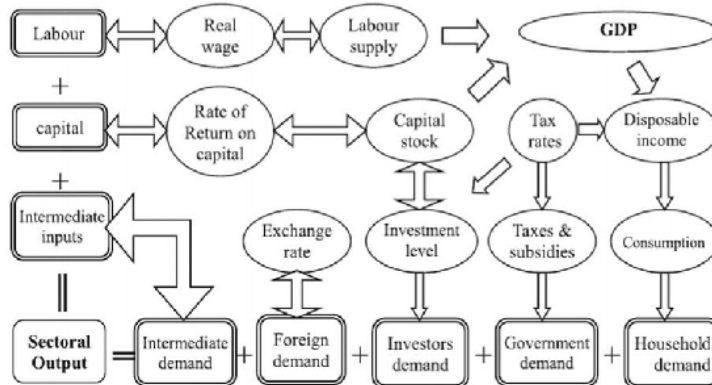 Labour
Real
wage
Labour
supply
GDP
+
capital
Rate of
Return on
capital
Capital
stock
Tax
rates
Disposable
income
+
Intermediate
inputs
Exchange
rate
Investment
level
Taxes &
subsidies
Consumption
=
Sectoral
Output
=
Intermediate
demand
+
Foreign
demand
+
Investors
demand
+
Government
demand
+
Household
demand